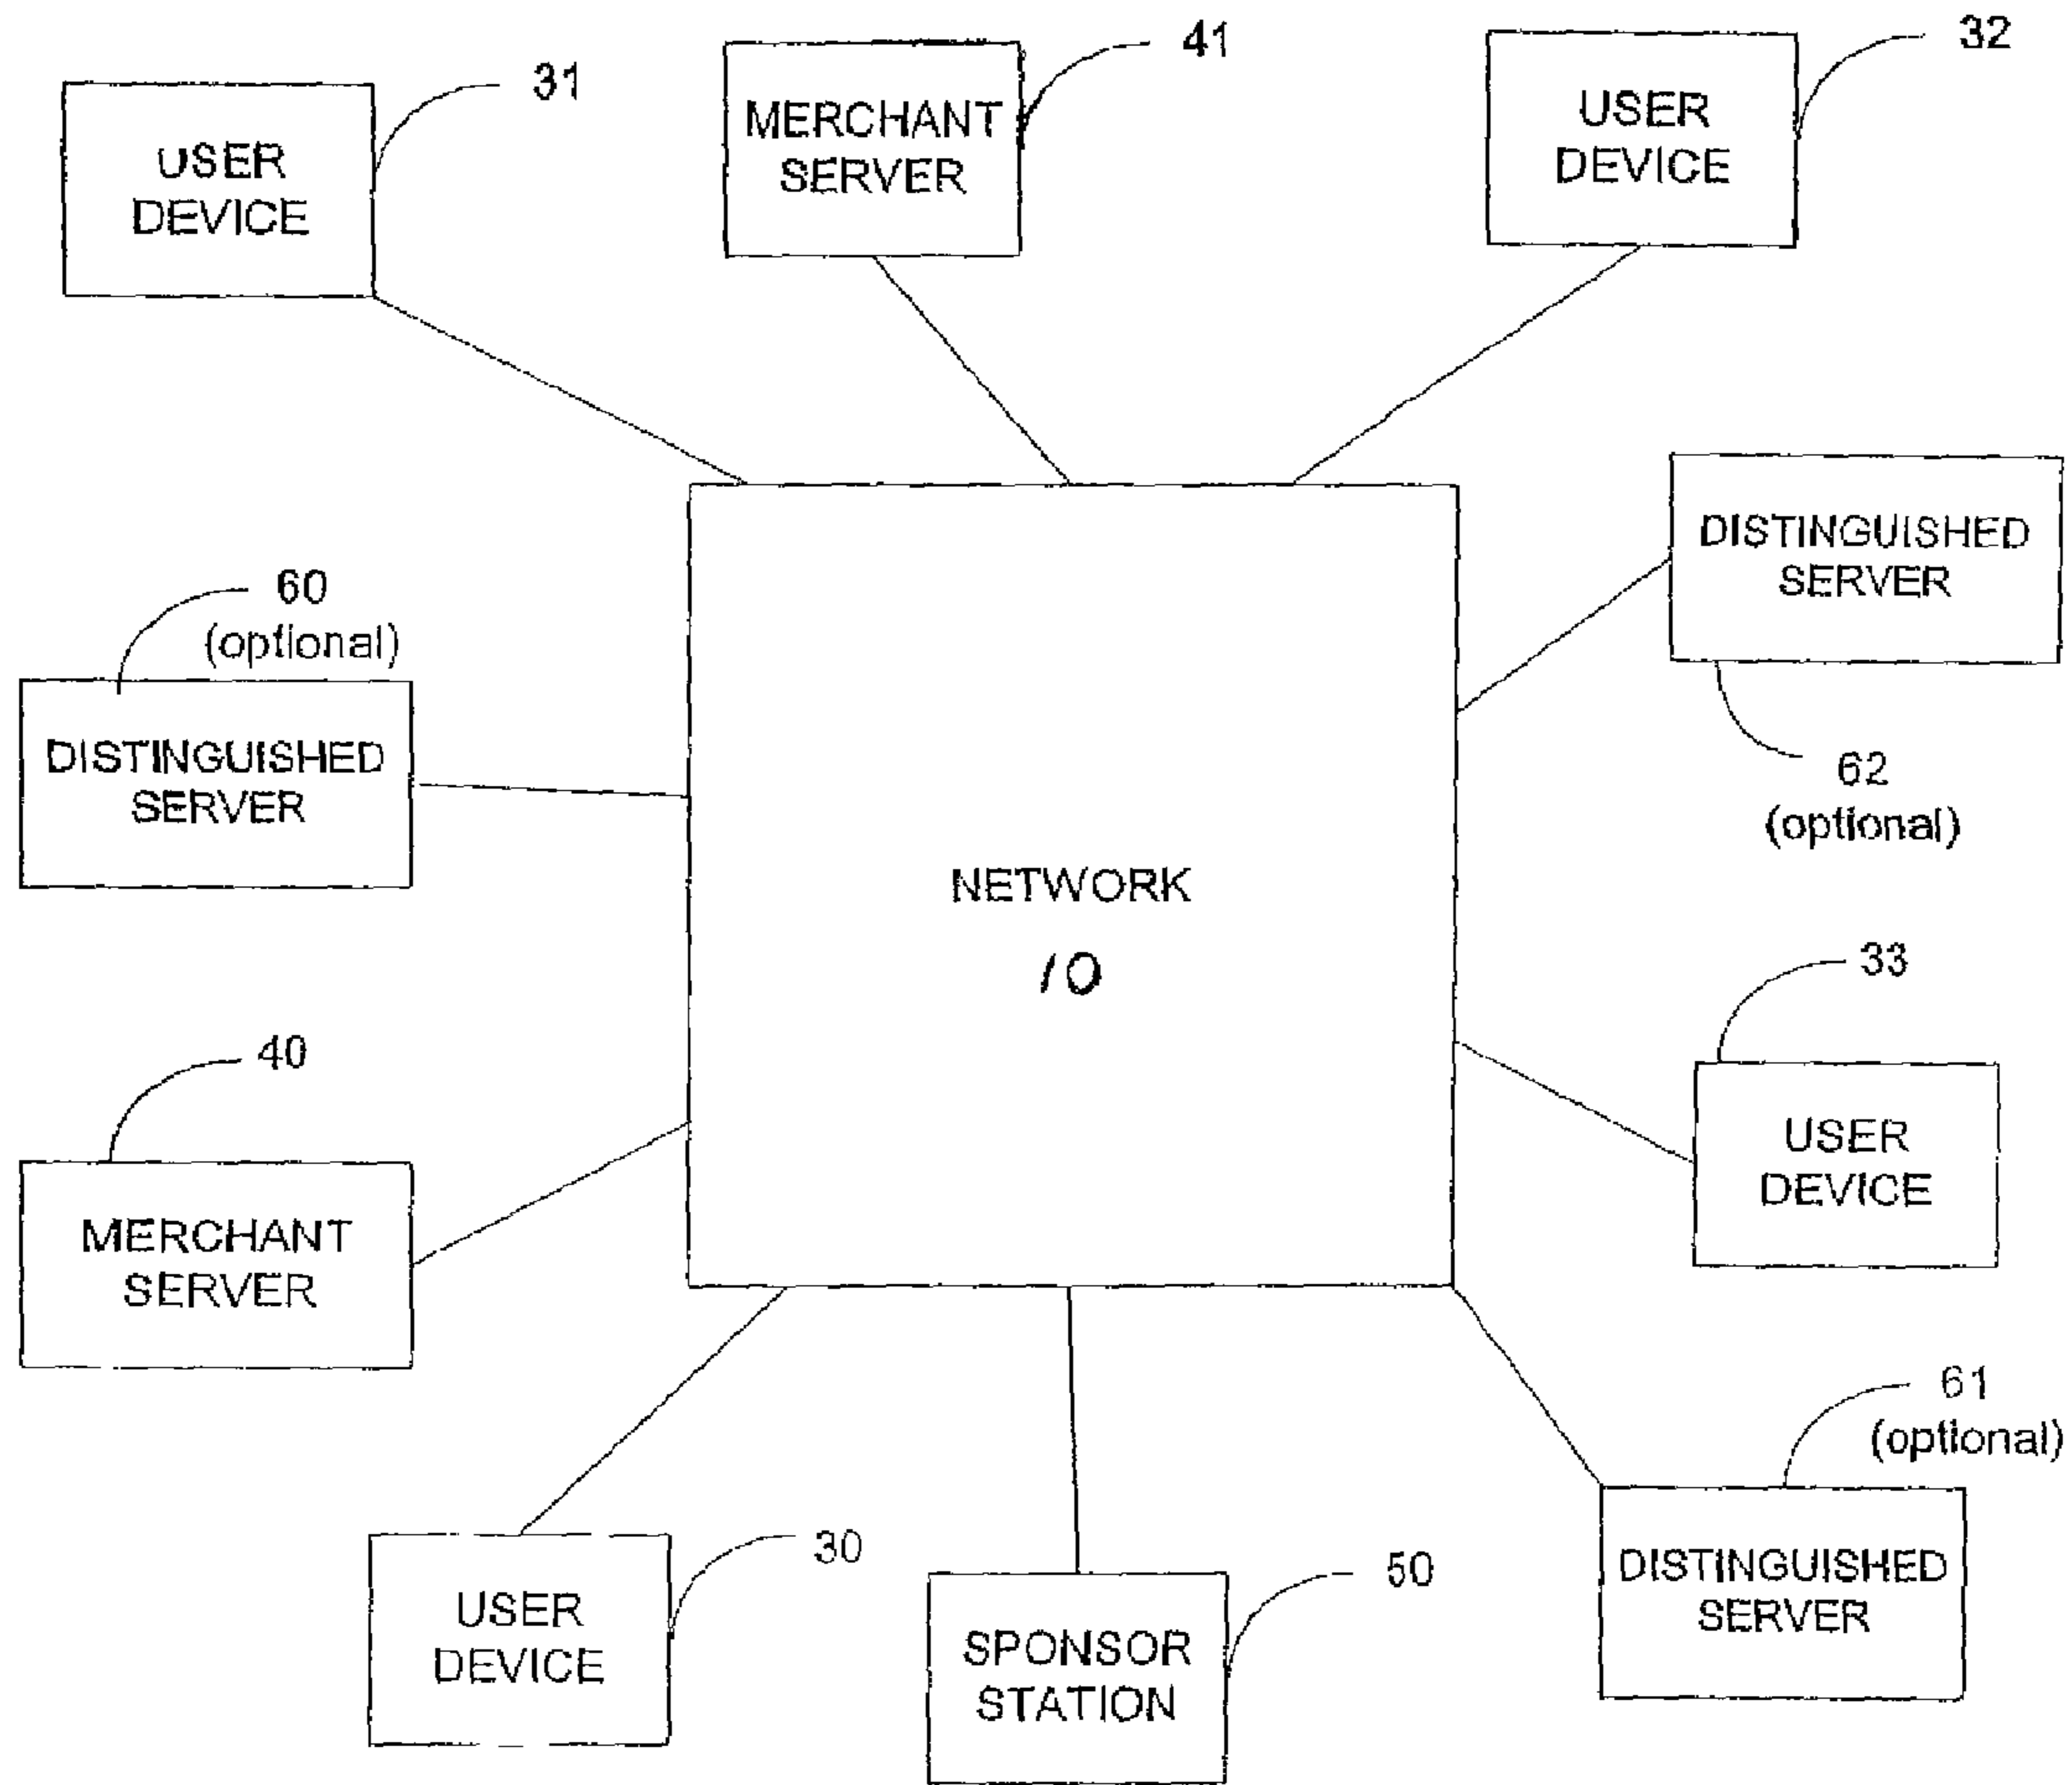 31
USER
DEVICE
41
MERCHANT
SERVER
32
USER
DEVICE
DISTINGUISHED
SERVER
62
(optional)
60
(optional)
DISTINGUISHED
SERVER
NETWORK
10
33
USER
DEVICE
40
MERCHANT
SERVER
61
(optional)
DISTINGUISHED
SERVER
30
USER
DEVICE
50
SPONSOR
STATION